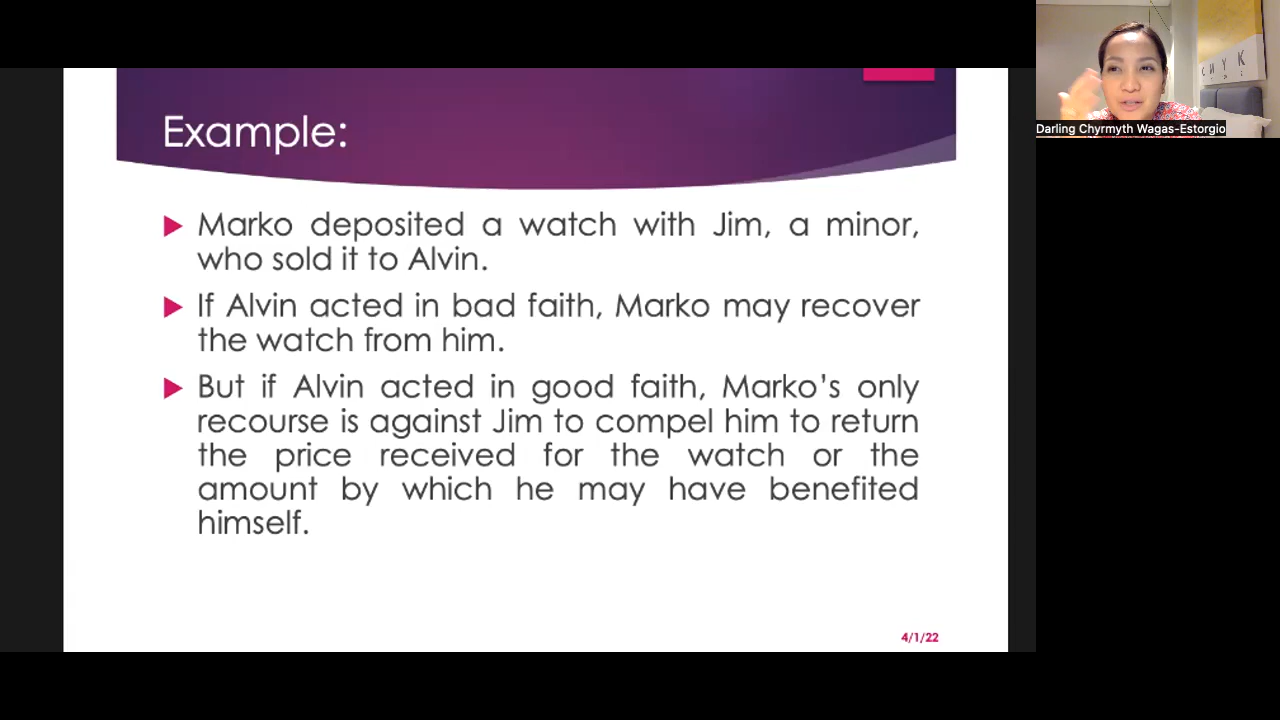 Example:
Marko deposited a watch with Jim, a minor,
who sold it to Alvin.
If Alvin acted in bad faith, Marko may recover
the watch from him.
But if Alvin acted in good faith, Marko’s only
recourse is against Jim to compel him to return
the price received for the watch or the
amount by which he may have benefited
himself.
4/1/22
CHYK
Darling Chyrmyth Wagas-Estorgio